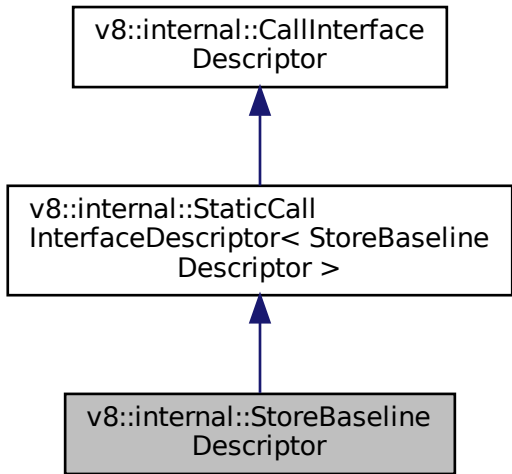 v8::internal::CallInterface
Descriptor
v8::internal::StaticCall
InterfaceDescriptor< StoreBaseline
Descriptor >
v8::internal::StoreBaseline
Descriptor